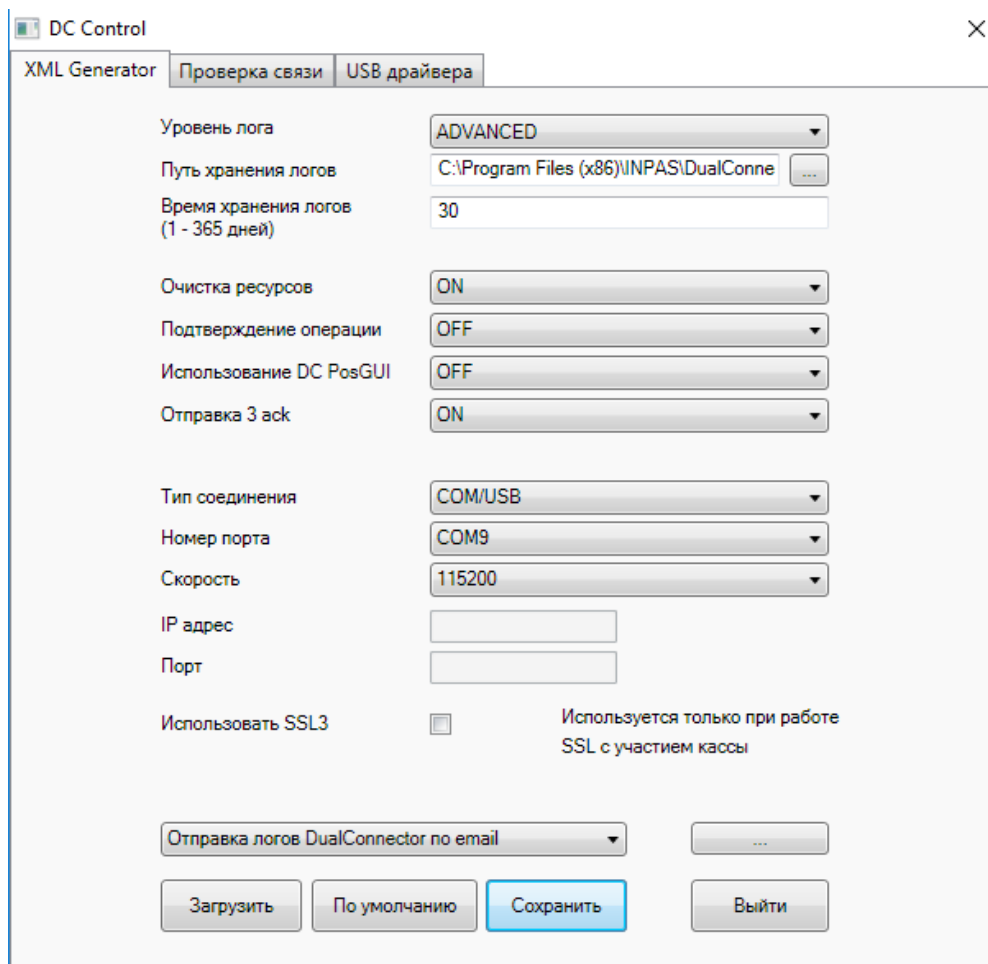 DC Control
XML Generator Проверка связи USB драйвера
Уровень лога ADVANCED
Путь хранения логов C:\Program Files (x86)\INPAS\DualConne ...
Время хранения логов
(1 - 365 дней) 30
Очистка ресурсов ON
Подтверждение операции OFF
Использование DC PosGUI OFF
Отправка 3 ack ON
Тип соединения COM/USB
Номер порта COM9
Скорость 115200
IP адрес
Порт
Использовать SSL3 Используется только при работе
SSL с участием кассы
Отправка логов DualConnector по email ...
Загрузить По умолчанию Сохранить Выйти